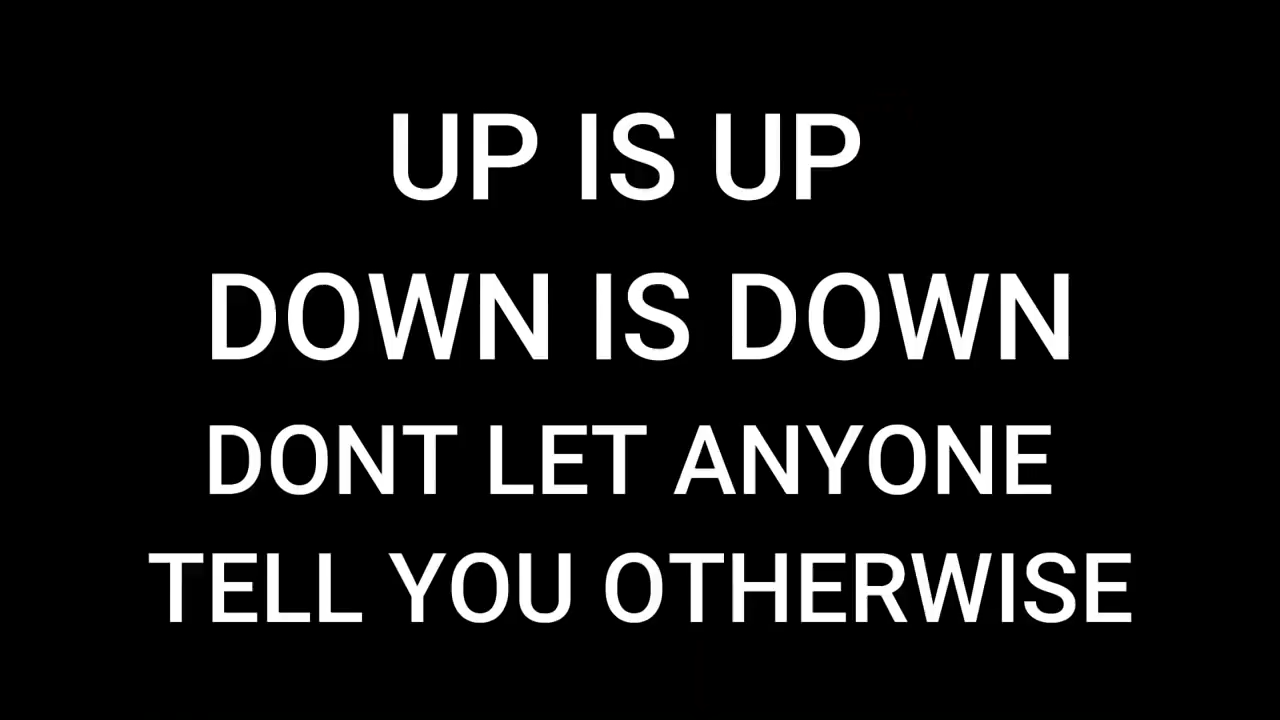 UP IS UP
DOWN IS DOWN
DONT LET ANYONE
TELL YOU OTHERWISE